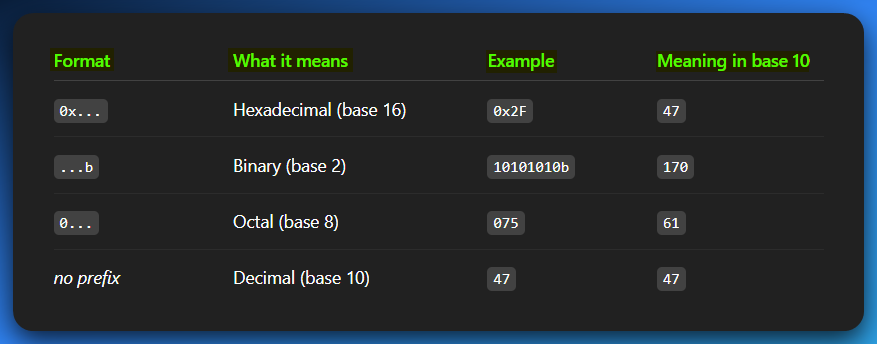 Format What it means Example Meaning in base 10
0x... Hexadecimal (base 16) 0x2F 47
...b Binary (base 2) 10101010b 170
0... Octal (base 8) 075 61
no prefix Decimal (base 10) 47 47